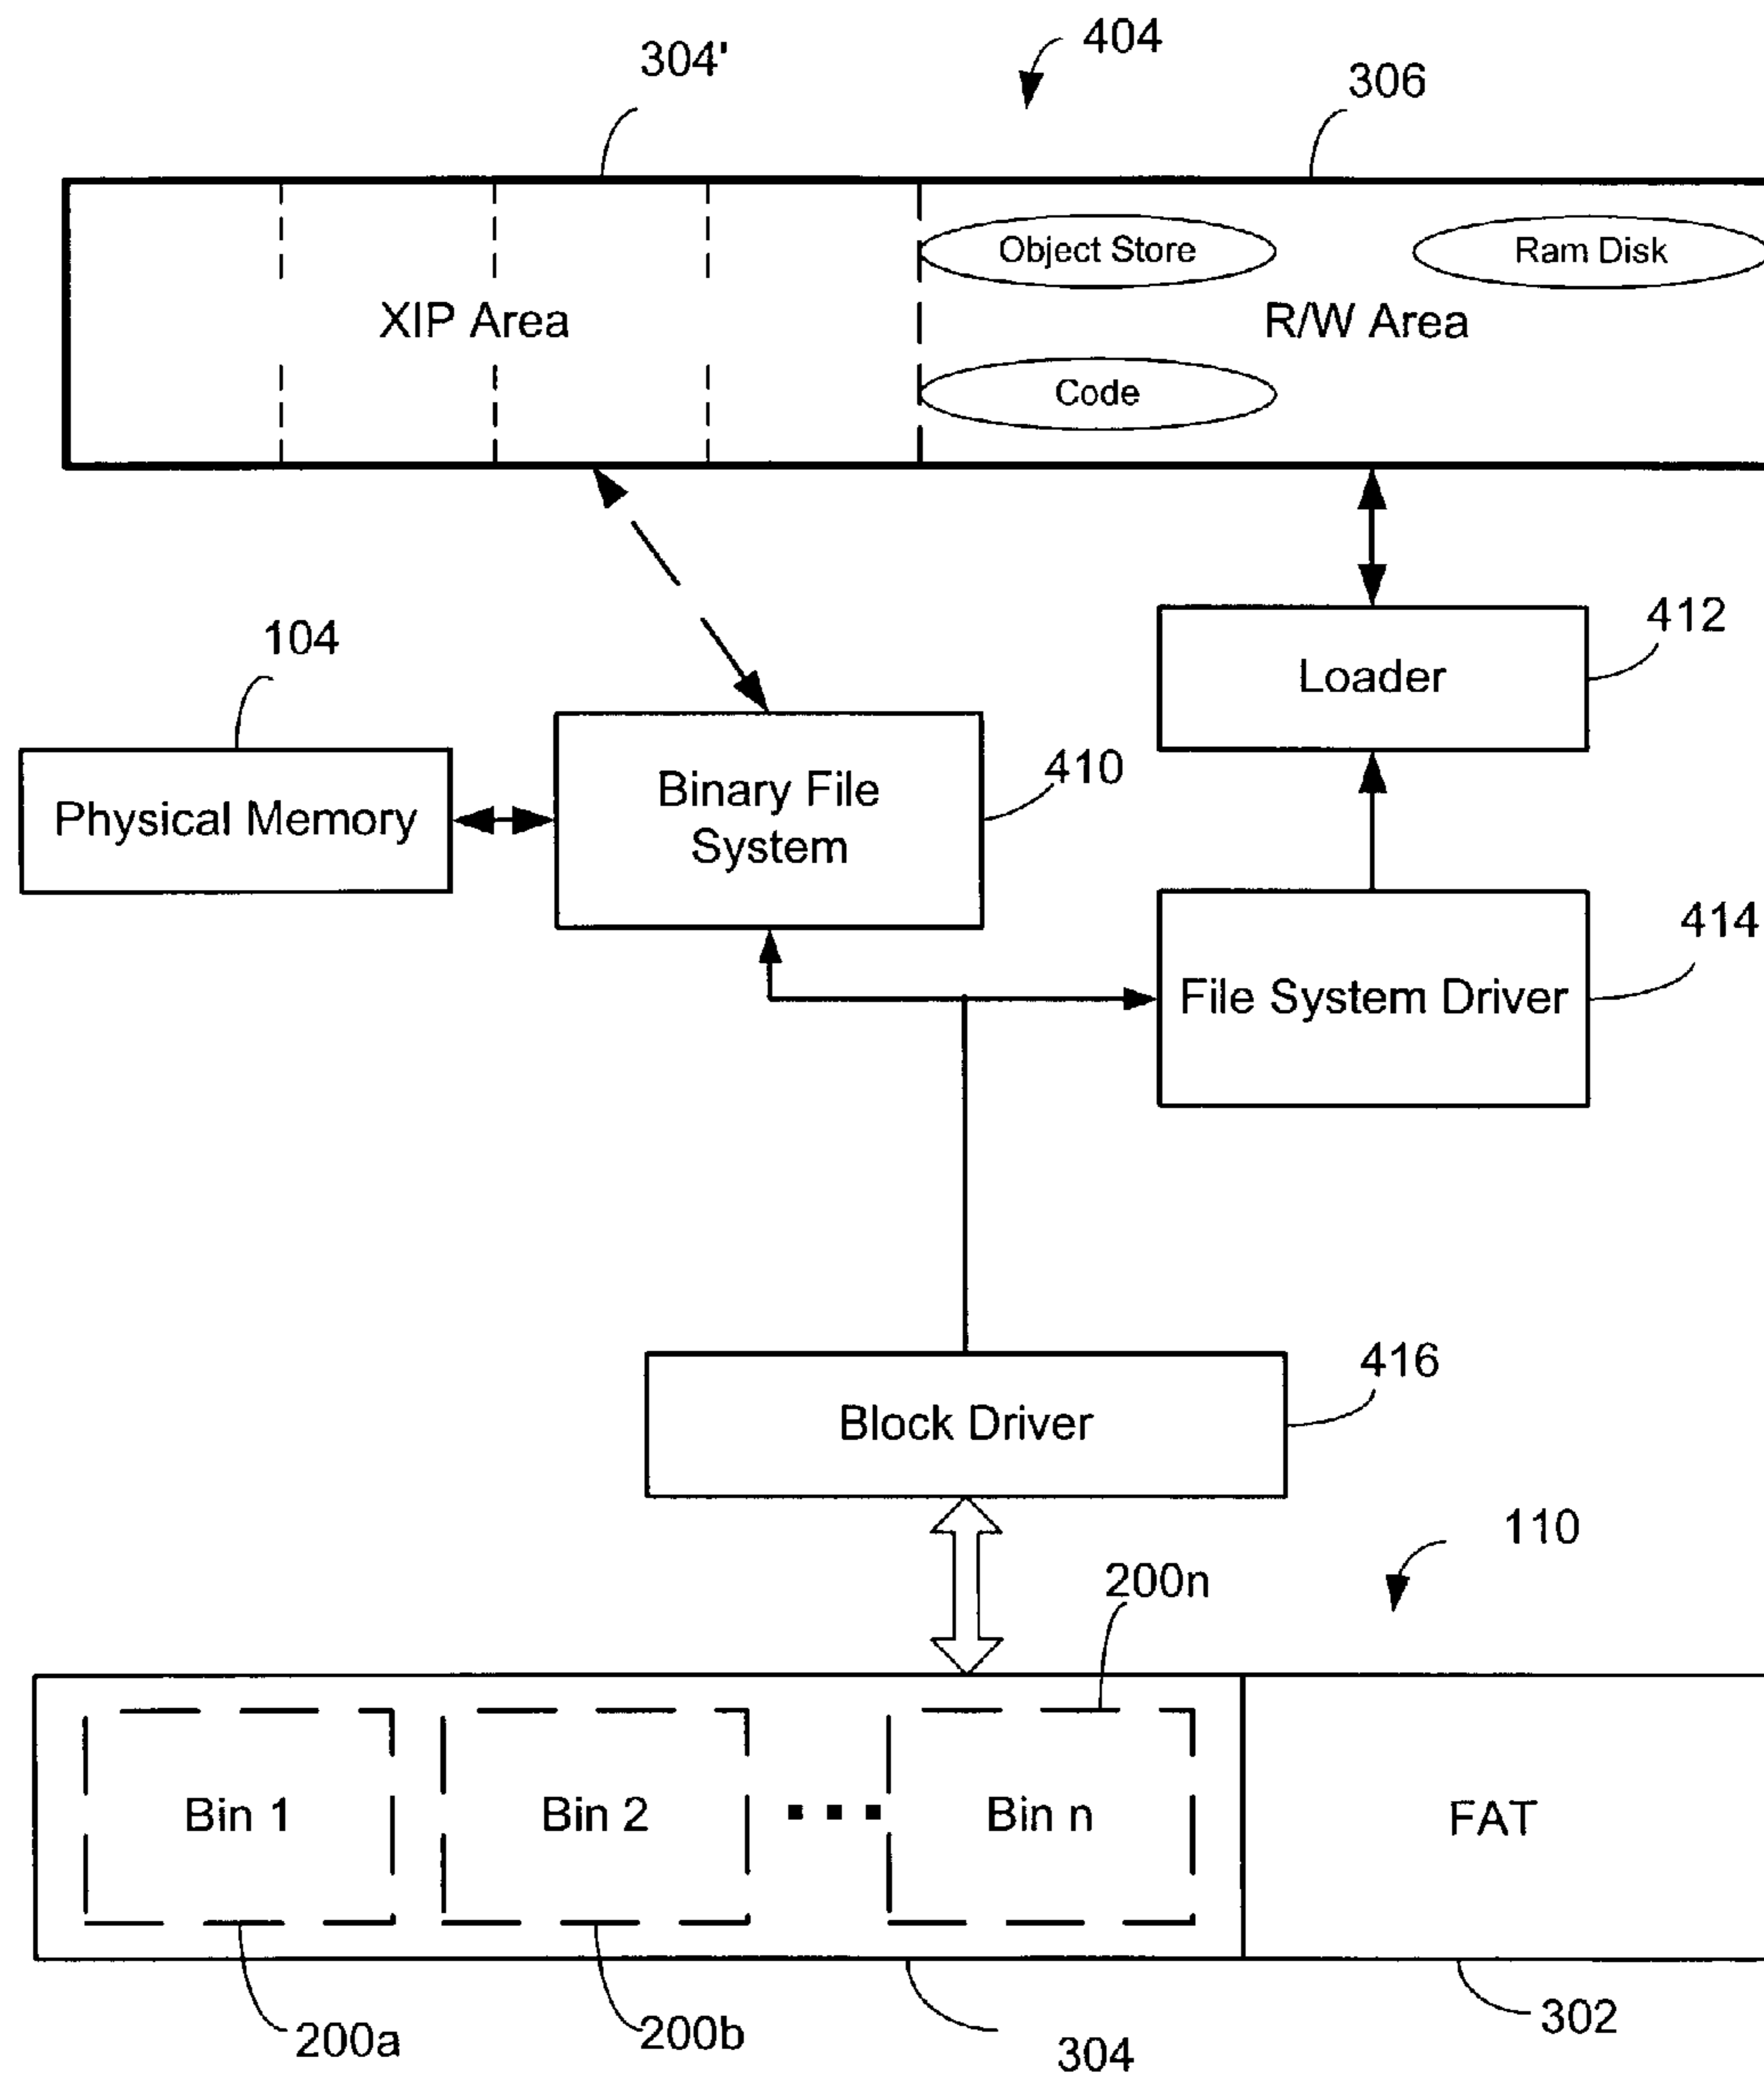 404
304'
306
Object Store
Ram Disk
XIP Area
R/W Area
Code
412
104
Loader
Binary File
System
410
Physical Memory
414
File System Driver
416
Block Driver
110
200n
Bin 1
Bin 2
Bin n
FAT
200a
200b
304
302